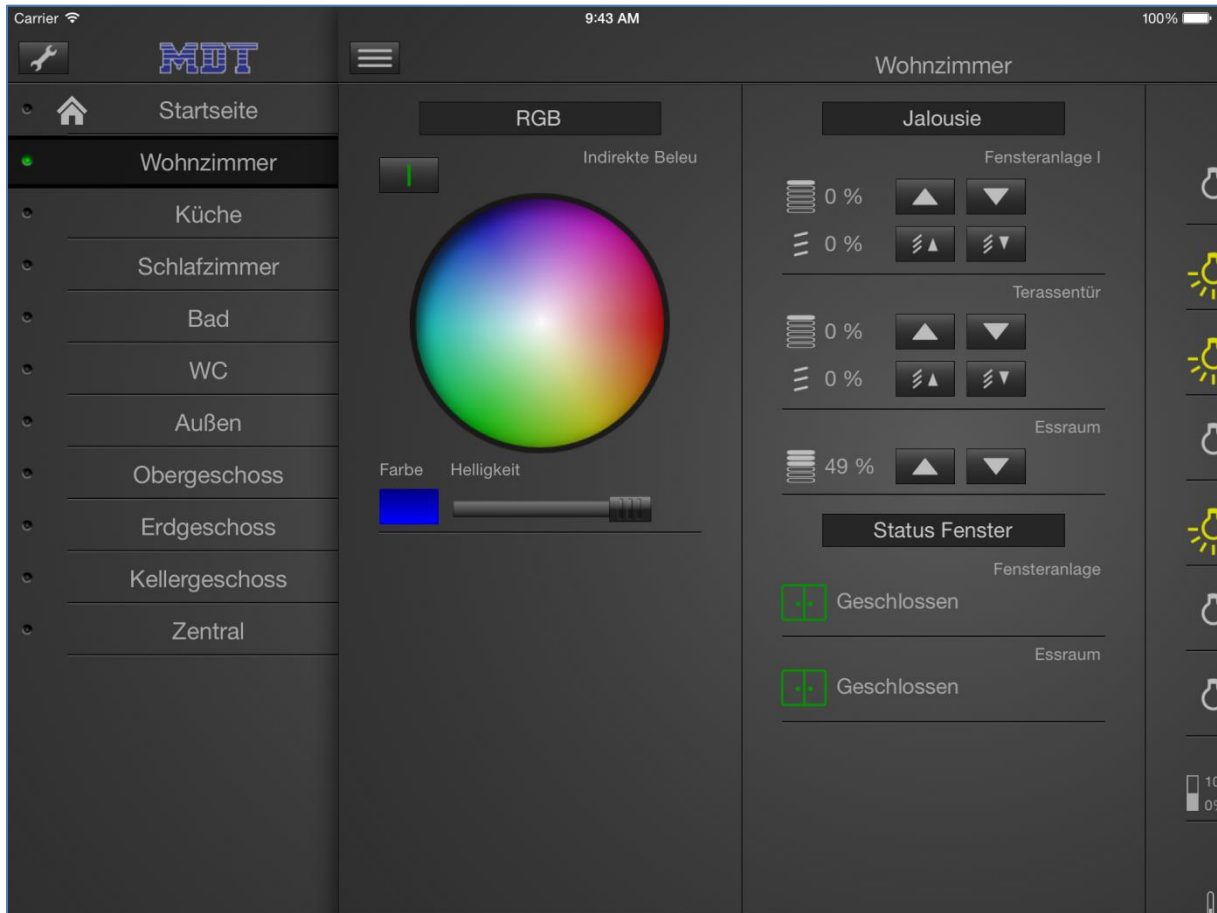 Carrier
9:43 AM
100%
MDT
Wohnzimmer
Startseite
Wohnzimmer
Küche
Schlafzimmer
Bad
WC
Außen
Obergeschoss
Erdgeschoss
Kellergeschoss
Zentral
RGB
Indirekte Beleu
Farbe Helligkeit
Jalousie
Fensteranlage I
0 %
0 %
Terassentür
0 %
0 %
Essraum
49 %
Status Fenster
Fensteranlage
Geschlossen
Essraum
Geschlossen